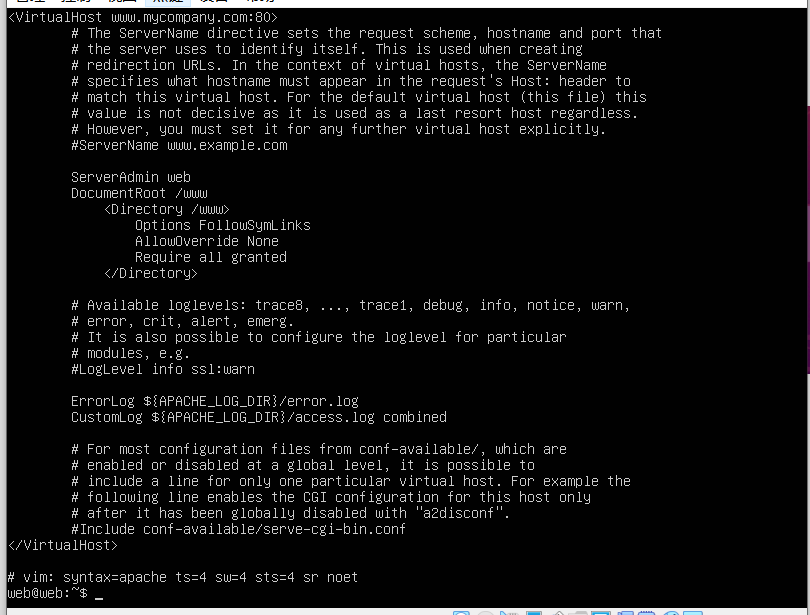 <VirtualHost www.mycompany.com:80>
# The ServerName directive sets the request scheme, hostname and port that
# the server uses to identify itself. This is used when creating
# redirection URLs. In the context of virtual hosts, the ServerName
# specifies what hostname must appear in the request's Host: header to
# match this virtual host. For the default virtual host (this file) this
# value is not decisive as it is used as a last resort host regardless.
# However, you must set it for any further virtual host explicitly.
#ServerName www.example.com
ServerAdmin web
DocumentRoot /www
<Directory /www>
Options FollowSymLinks
AllowOverride None
Require all granted
</Directory>
# Available loglevels: trace8, ..., trace1, debug, info, notice, warn,
# error, crit, alert, emerg.
# It is also possible to configure the loglevel for particular
# modules, e.g.
#LogLevel info ssl:warn
ErrorLog ${APACHE_LOG_DIR}/error.log
CustomLog ${APACHE_LOG_DIR}/access.log combined
# For most configuration files from conf-available/, which are
# enabled or disabled at a global level, it is possible to
# include a line for only one particular virtual host. For example the
# following line enables the CGI configuration for this host only
# after it has been globally disabled with "a2disconf".
#Include conf-available/serve-cgi-bin.conf
</VirtualHost>
# vim: syntax=apache ts=4 sw=4 sts=4 sr noet
web@web:~$ _